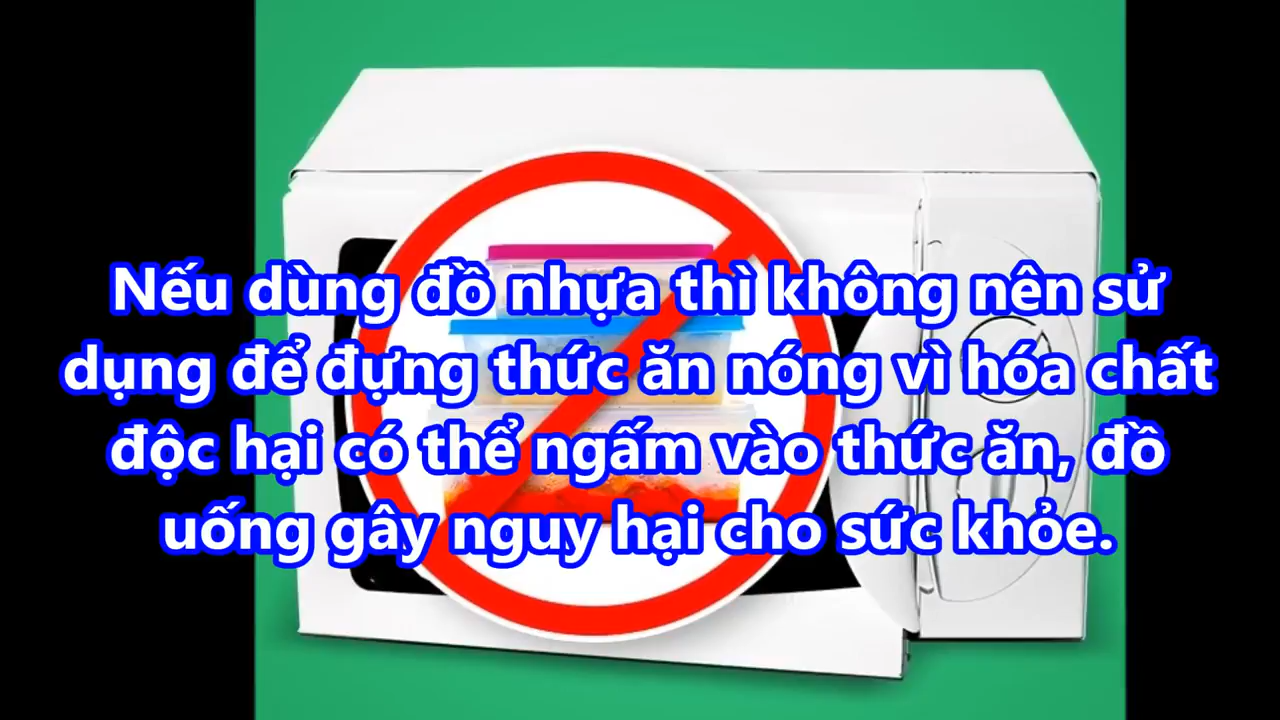 Nếu dùng đồ nhựa thì không nên sử
dụng để đựng thức ăn nóng vì hóa chất
độc hại có thể ngấm vào thức ăn, đồ
uống gây nguy hại cho sức khỏe.